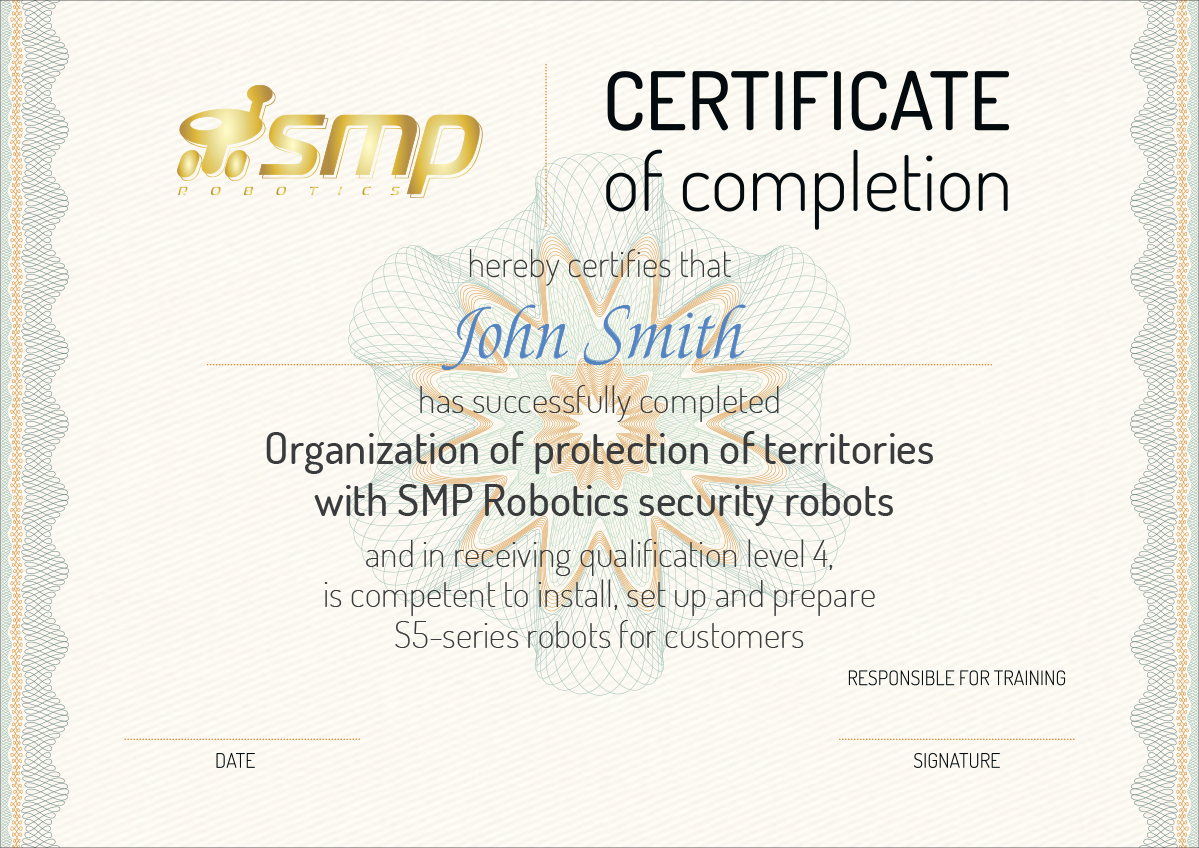 smp
ROBOTICS
CERTIFICATE
of completion
hereby certifies that
John Smith
has successfully completed
Organization of protection of territories
with SMP Robotics security robots
and in receiving qualification level 4,
is competent to install, set up and prepare
S5-series robots for customers
RESPONSIBLE FOR TRAINING
DATE
SIGNATURE